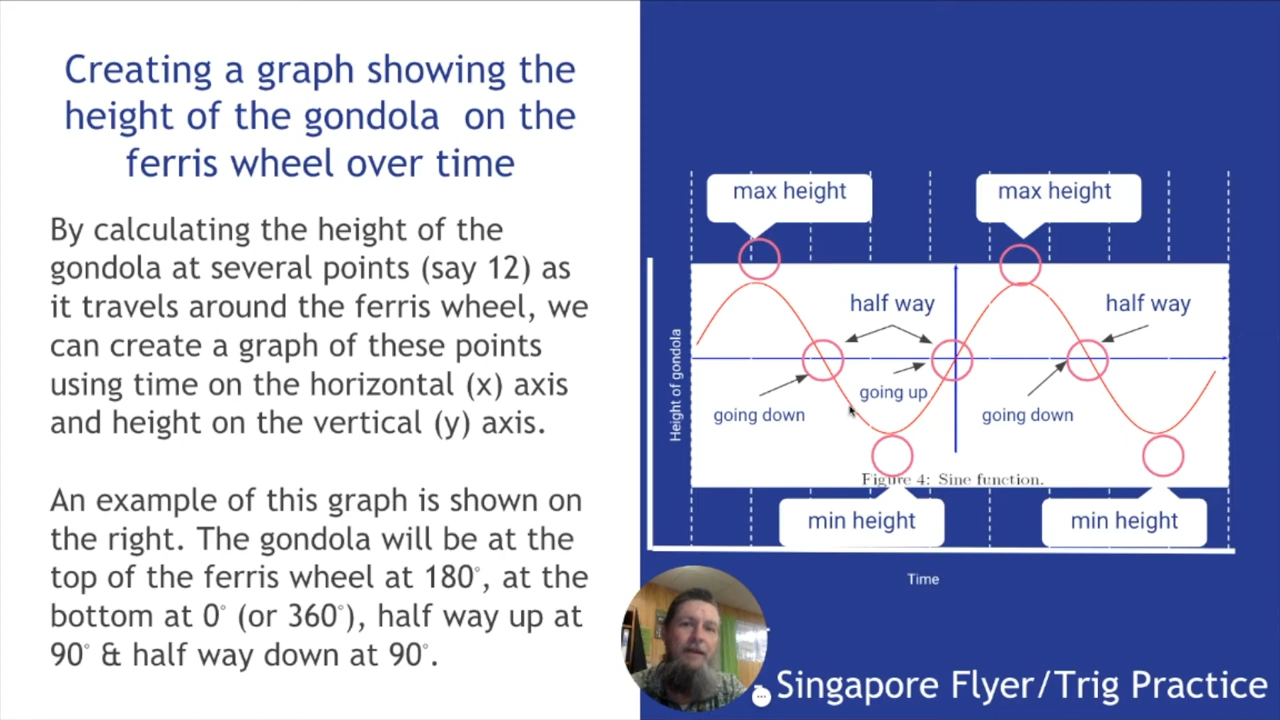 Creating a graph showing the
height of the gondola on the
ferris wheel over time
By calculating the height of the
gondola at several points (say 12) as
it travels around the ferris wheel, we
can create a graph of these points
using time on the horizontal (x) axis
and height on the vertical (y) axis.
An example of this graph is shown on
the right. The gondola will be at the
top of the ferris wheel at 180°, at the
bottom at 0° (or 360°), half way up at
90° & half way down at 90°.
max height
max height
half way
half way
Height of gondola
going up
going down
going down
Figure 4: Sine function.
min height
min height
Time
Singapore Flyer/Trig Practice